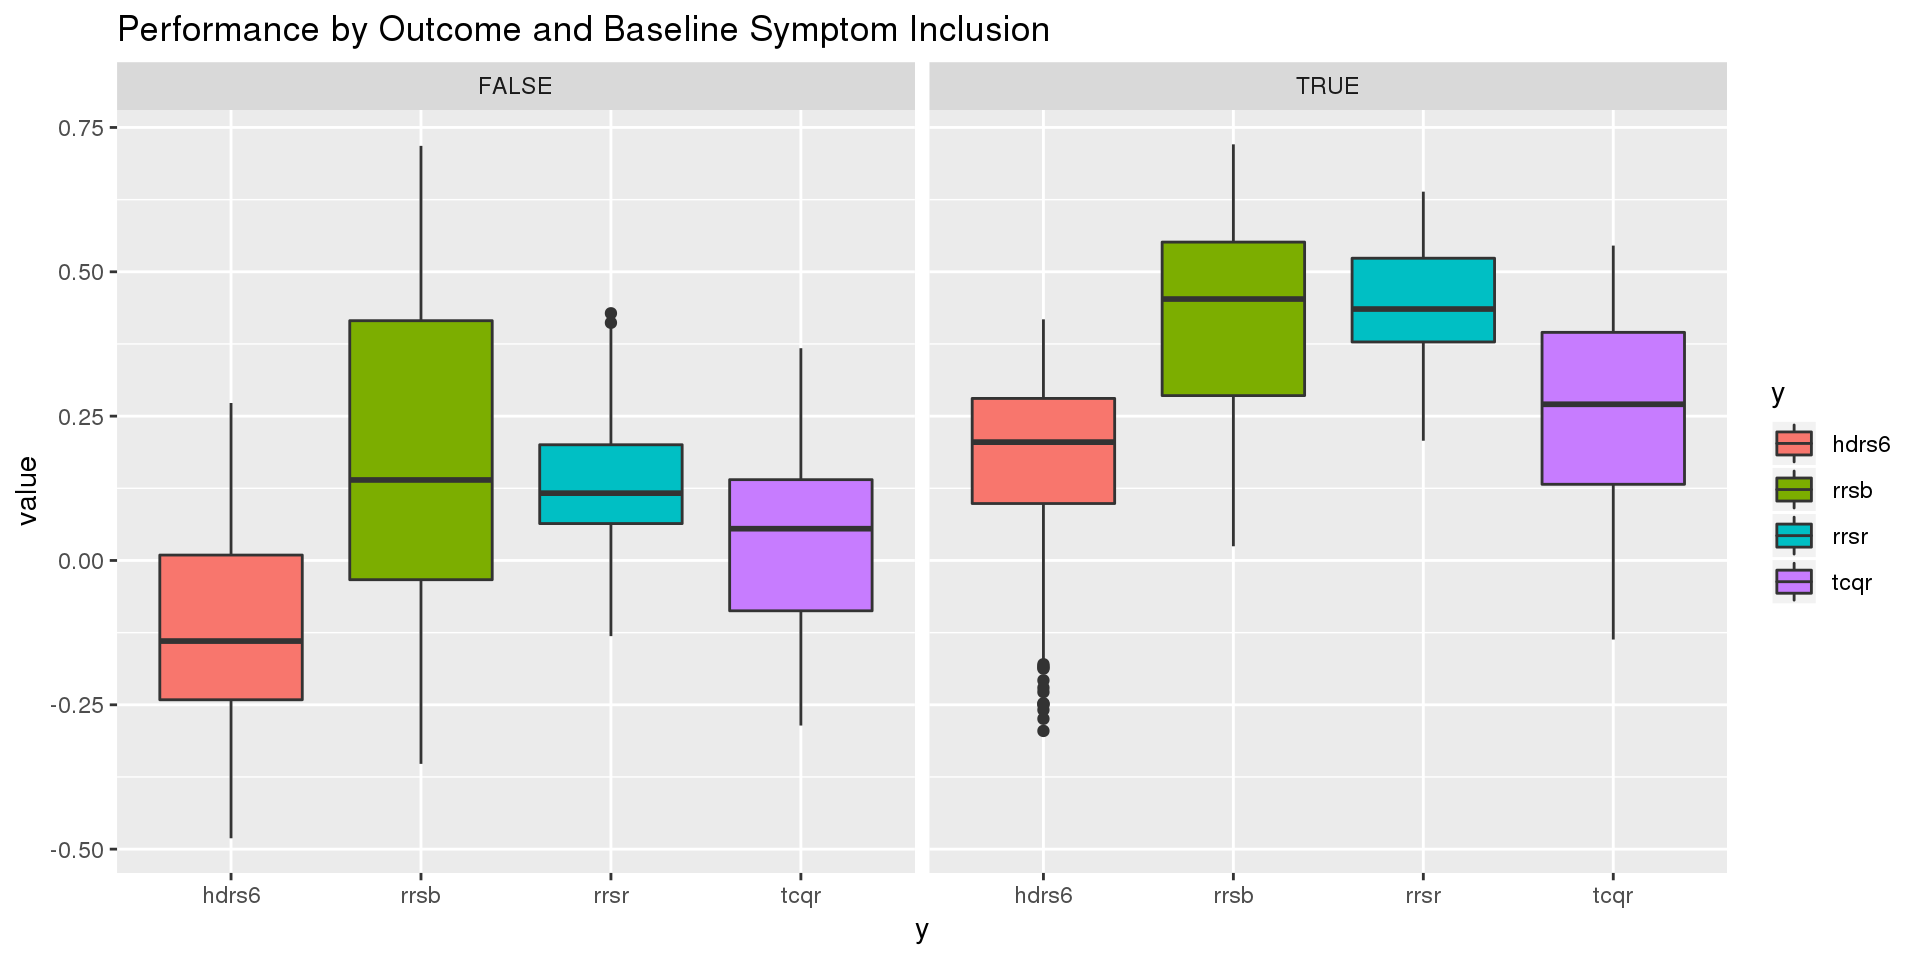 Performance by Outcome and Baseline Symptom Inclusion
FALSE
TRUE
0.75
0.50
0.25
0.00
-0.25
-0.50
value
hdrs6
rrsb
rrsr
tcqr
hdrs6
rrsb
rrsr
tcqr
y
y
hdrs6
rrsb
rrsr
tcqr